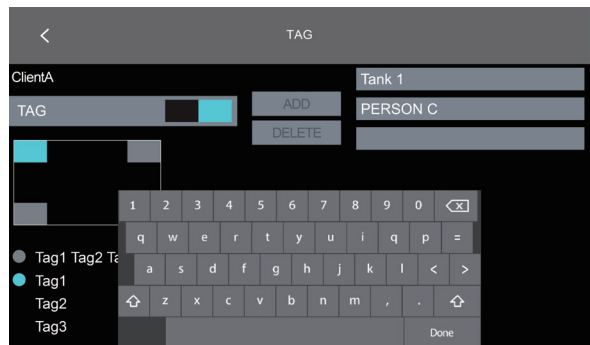 TAG
ClientA
TAG
ADD
DELETE
Tank 1
PERSON C
1 2 3 4 5 6 7 8 9 0
q w e r t y u i q p =
a s d f g h j k l < >
z x c v b n m , .
Done
Tag1 Tag2
Tag1
Tag2
Tag3